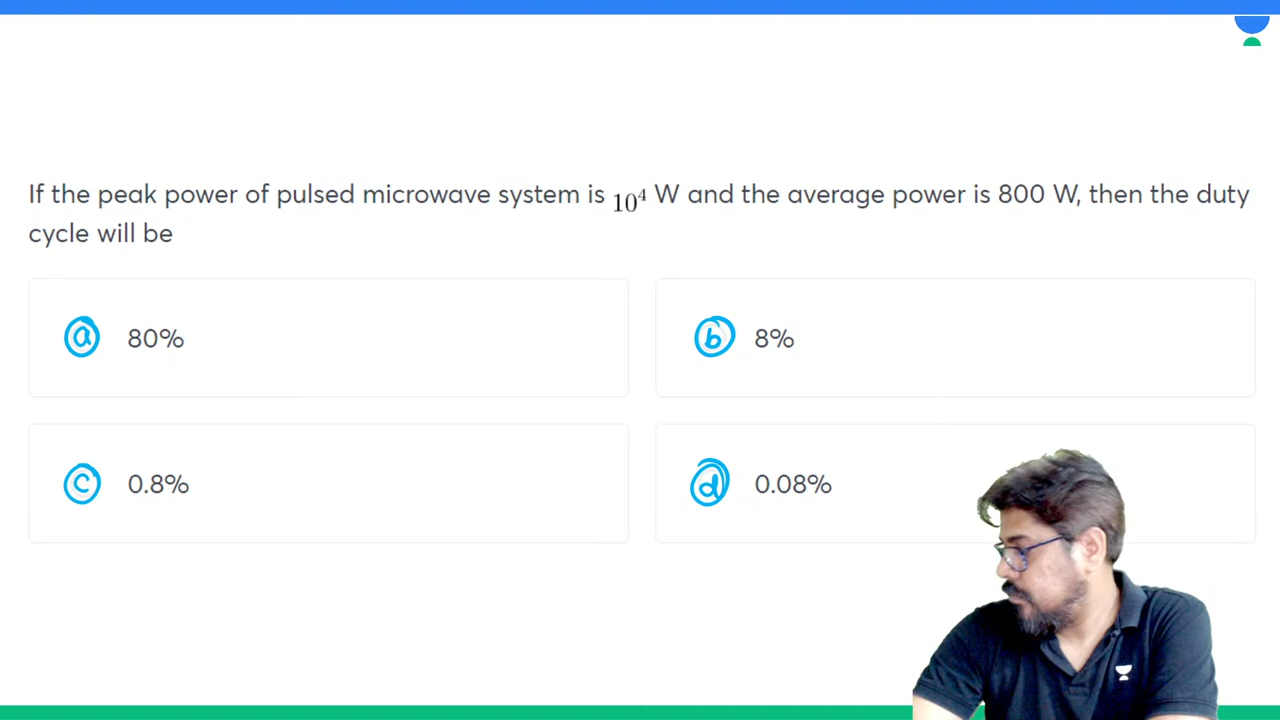 If the peak power of pulsed microwave system is 10⁴ W and the average power is 800 W, then the duty
cycle will be
a 80%
b 8%
c 0.8%
d 0.08%